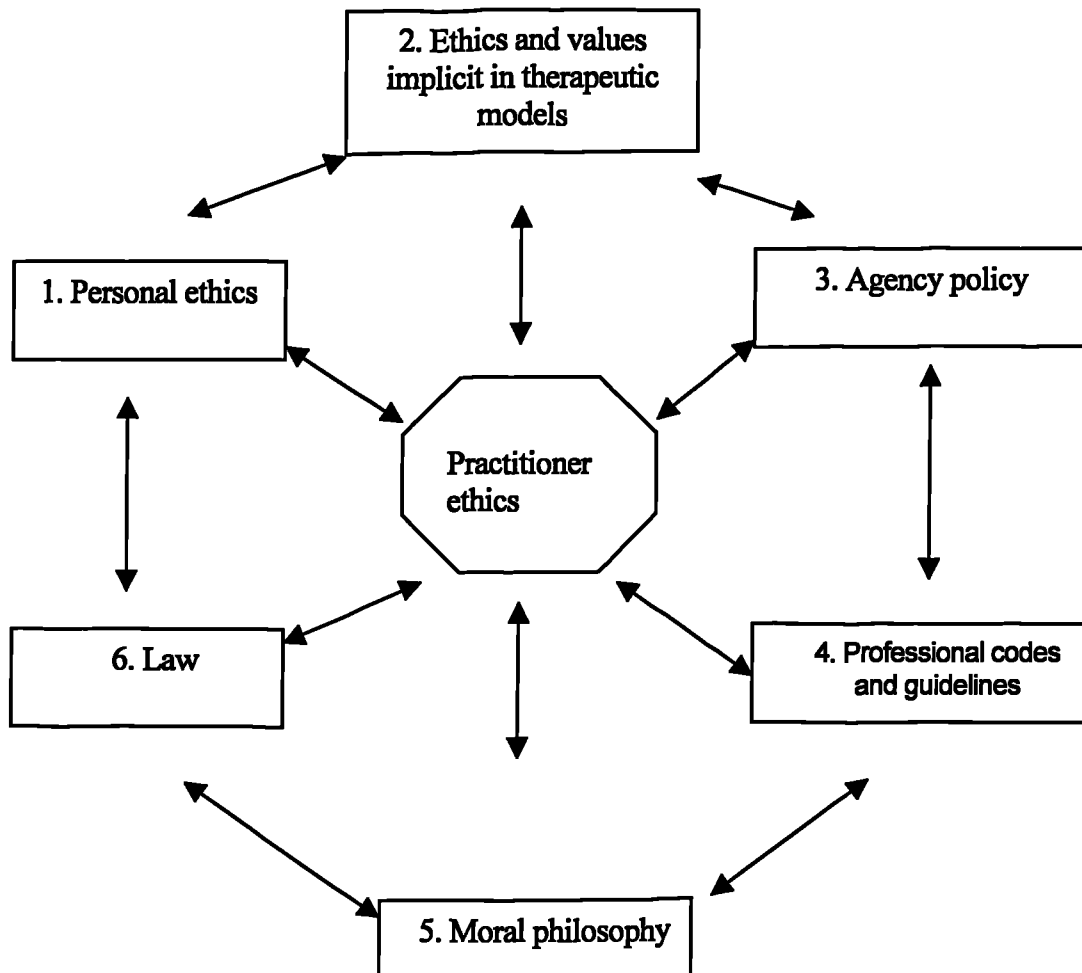 2. Ethics and values
implicit in therapeutic
models
1. Personal ethics
3. Agency policy
Practitioner
ethics
6. Law
4. Professional codes
and guidelines
5. Moral philosophy